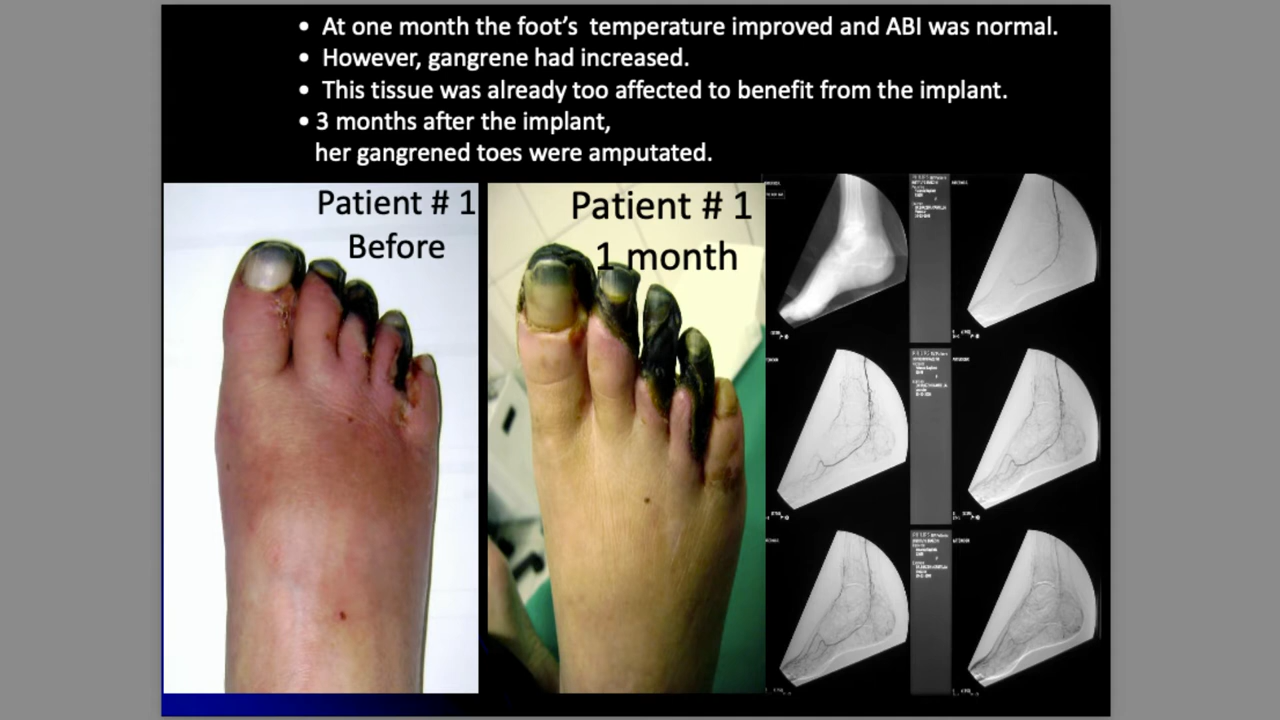 • At one month the foot’s  temperature improved and ABI was normal.
• However, gangrene had increased.
• This tissue was already too affected to benefit from the implant.
• 3 months after the implant,
her gangrened toes were amputated.
Patient # 1
Before
Patient # 1
1 month